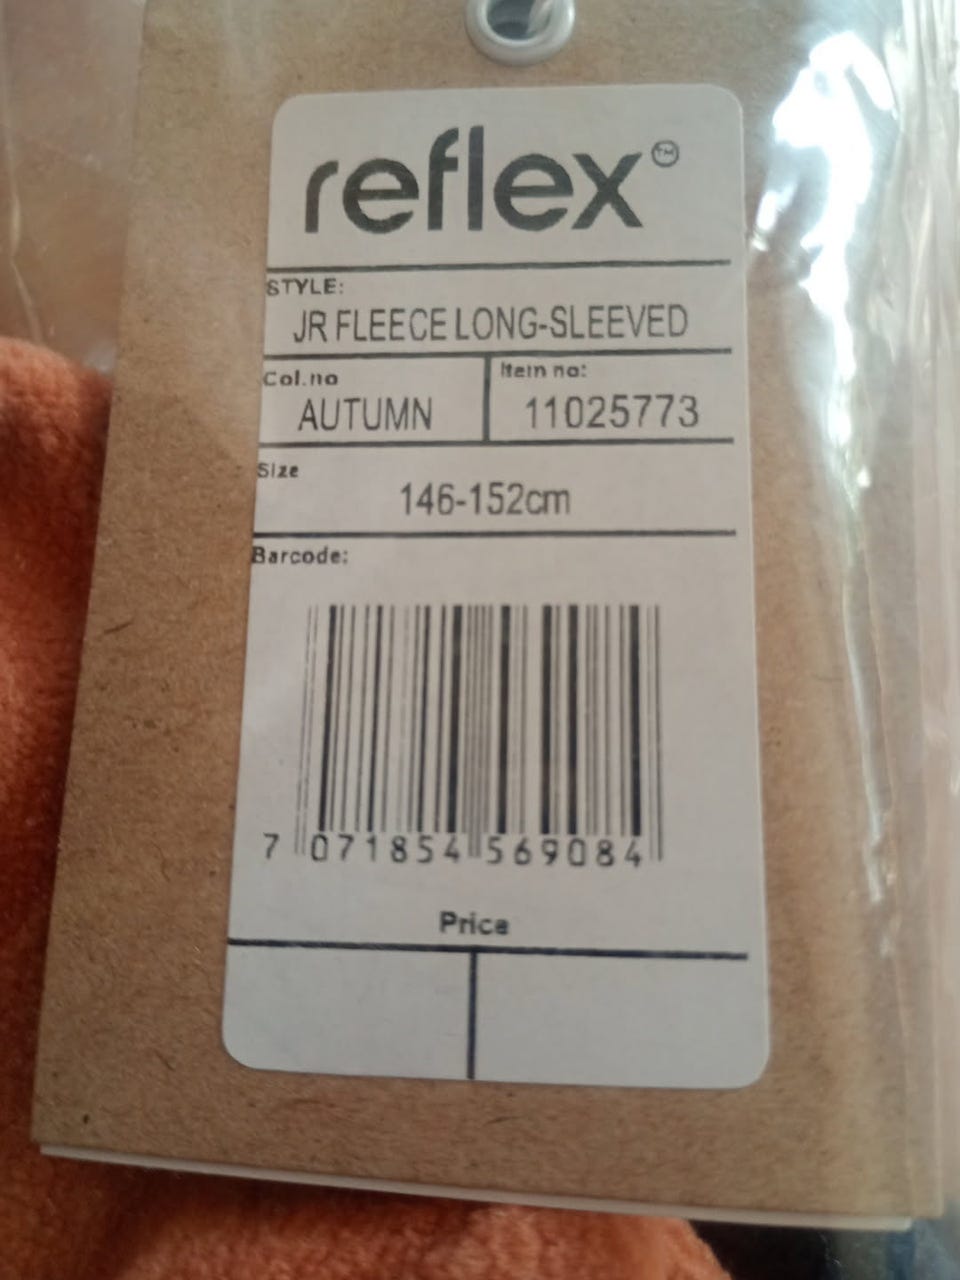 reflex™
STYLE:
JR FLEECE LONG-SLEEVED
Col.no
AUTUMN
Item no:
11025773
Size
146-152cm
Barcode:
7 071854 569084
Price